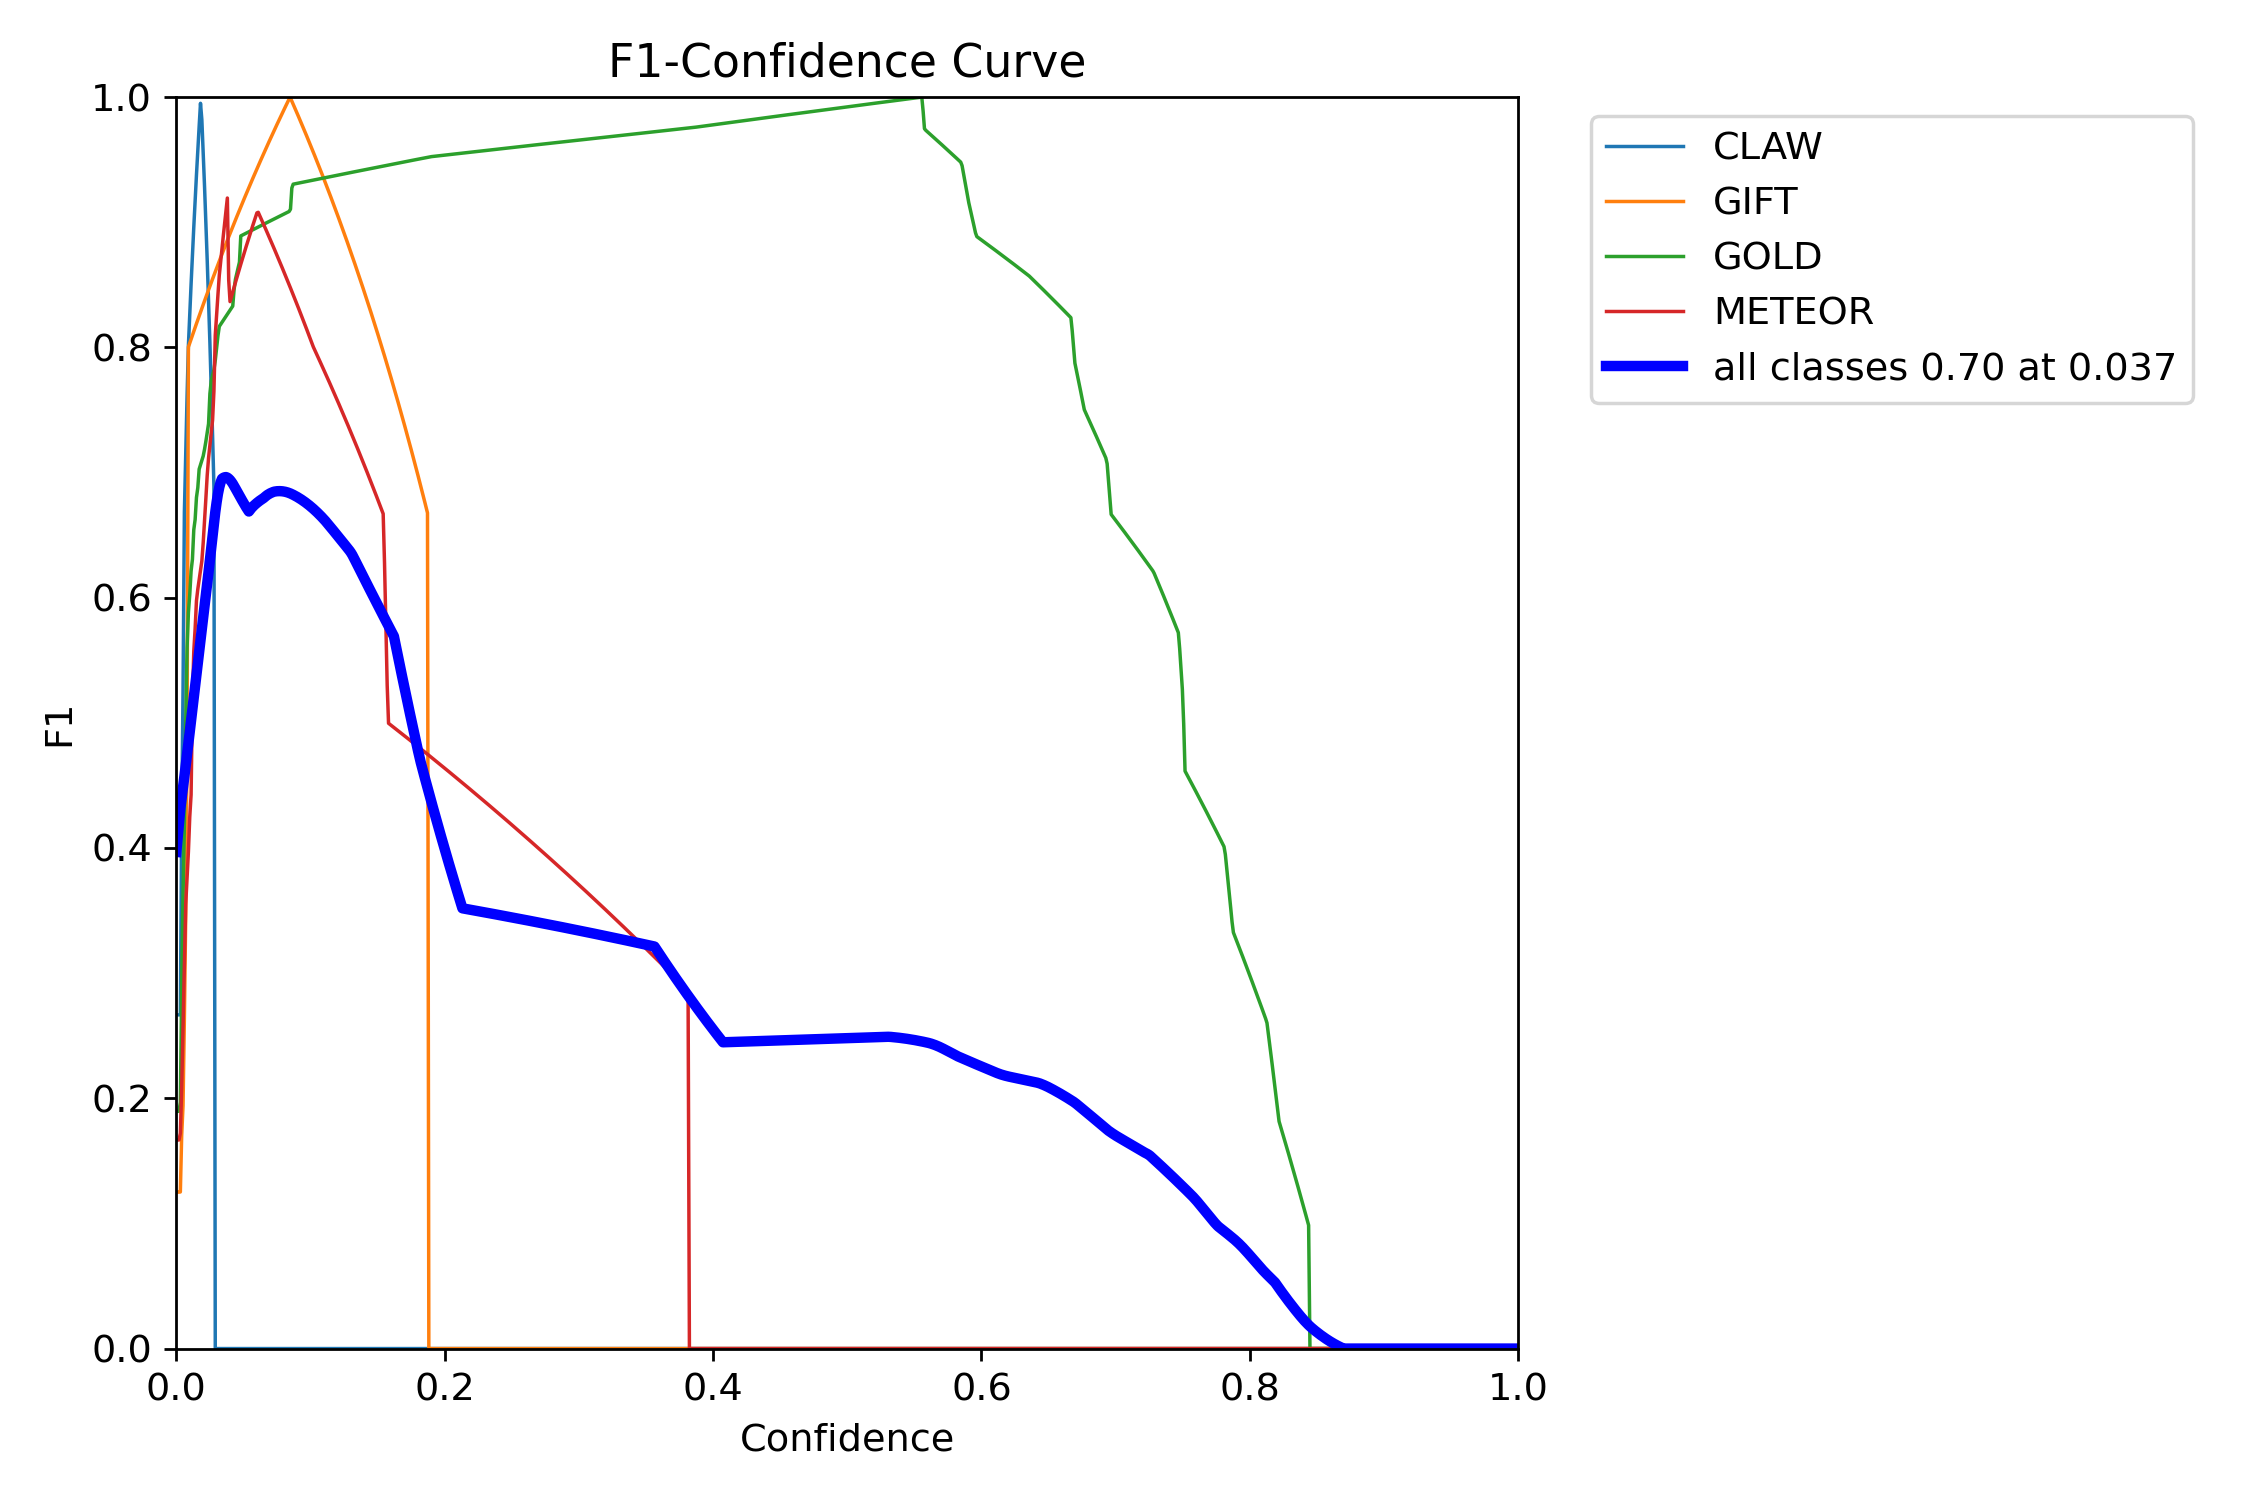 F1-Confidence Curve
1.0
0.8
0.6
0.4
0.2
0.0
F1
0.0 0.2 0.4 0.6 0.8 1.0
Confidence
CLAW
GIFT
GOLD
METEOR
all classes 0.70 at 0.037